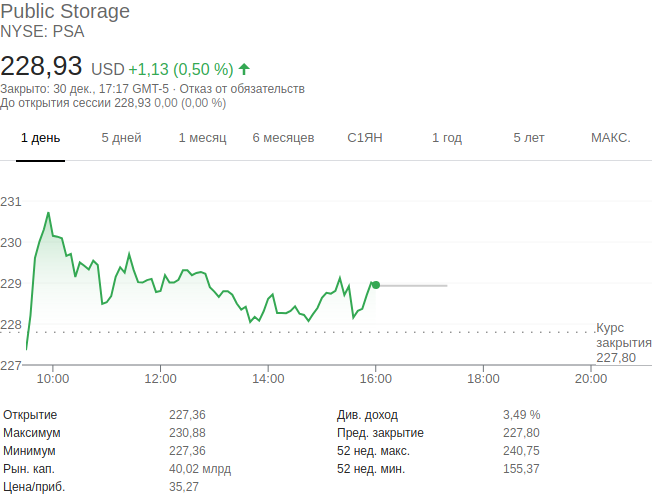 Public Storage
NYSE: PSA
228,93 USD +1,13 (0,50 %)
Закрыто: 30 дек., 17:17 GMT-5 · Отказ от обязательств
До открытия сессии 228,93 0,00 (0,00 %)
1 день 5 дней 1 месяц 6 месяцев С1ЯН 1 год 5 лет МАКС.
231
230
229
228
Курс
закрытия
227,80
227
10:00 12:00 14:00 16:00 18:00 20:00
Открытие 227,36 Див. доход 3,49 %
Максимум 230,88 Пред. закрытие 227,80
Минимум 227,36 52 нед. макс. 240,75
Рын. кап. 40,02 млрд 52 нед. мин. 155,37
Цена/приб. 35,27